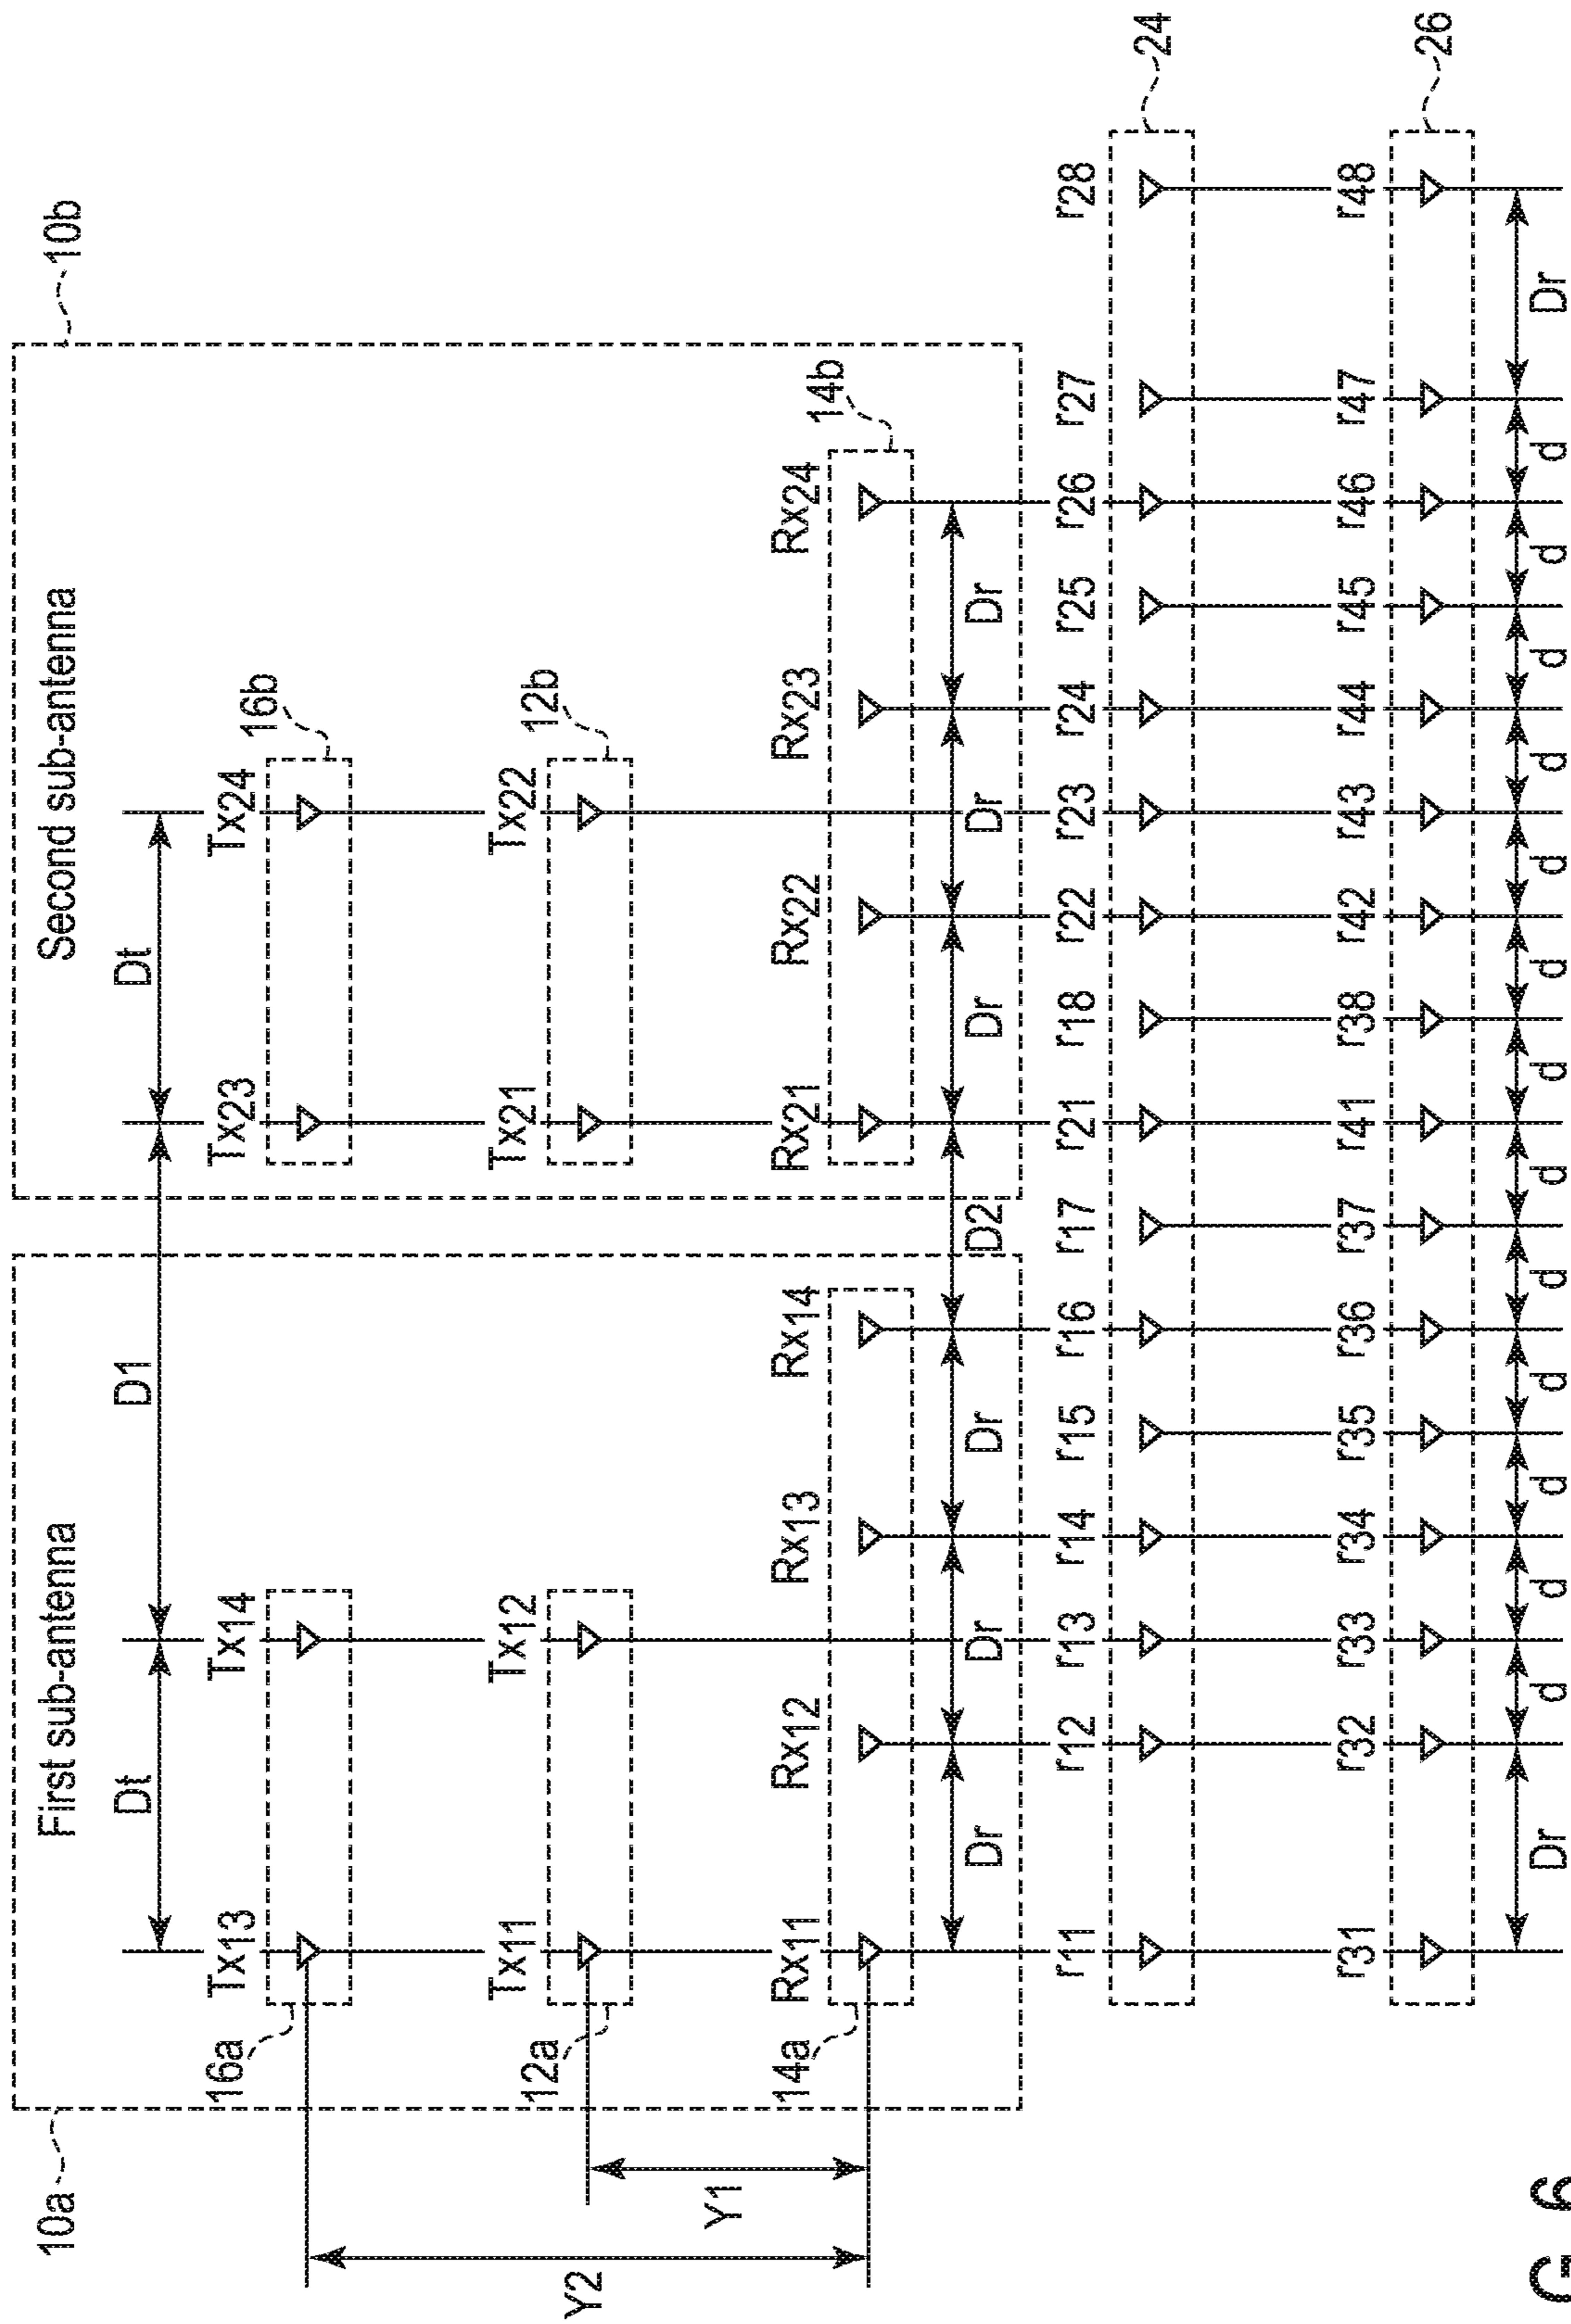 10a
10b
First sub-antenna
Second sub-antenna
Dt
D1
Dt
Tx13
Tx14
Tx23
Tx24
16a
16b
Tx11
Tx12
Tx21
Tx22
12a
12b
Rx11
Rx12
Rx13
Rx14
Rx21
Rx22
Rx23
Rx24
14a
14b
Y2
Y1
Dr
Dr
Dr
D2
Dr
Dr
Dr
r11
r12
r13
r14
r15
r16
r17
r21
r18
r22
r23
r24
r25
r26
r27
r28
24
r31
r32
r33
r34
r35
r36
r37
r41
r38
r42
r43
r44
r45
r46
r47
r48
26
Dr
d
d
d
d
d
d
d
d
d
d
d
d
d
Dr
G 6